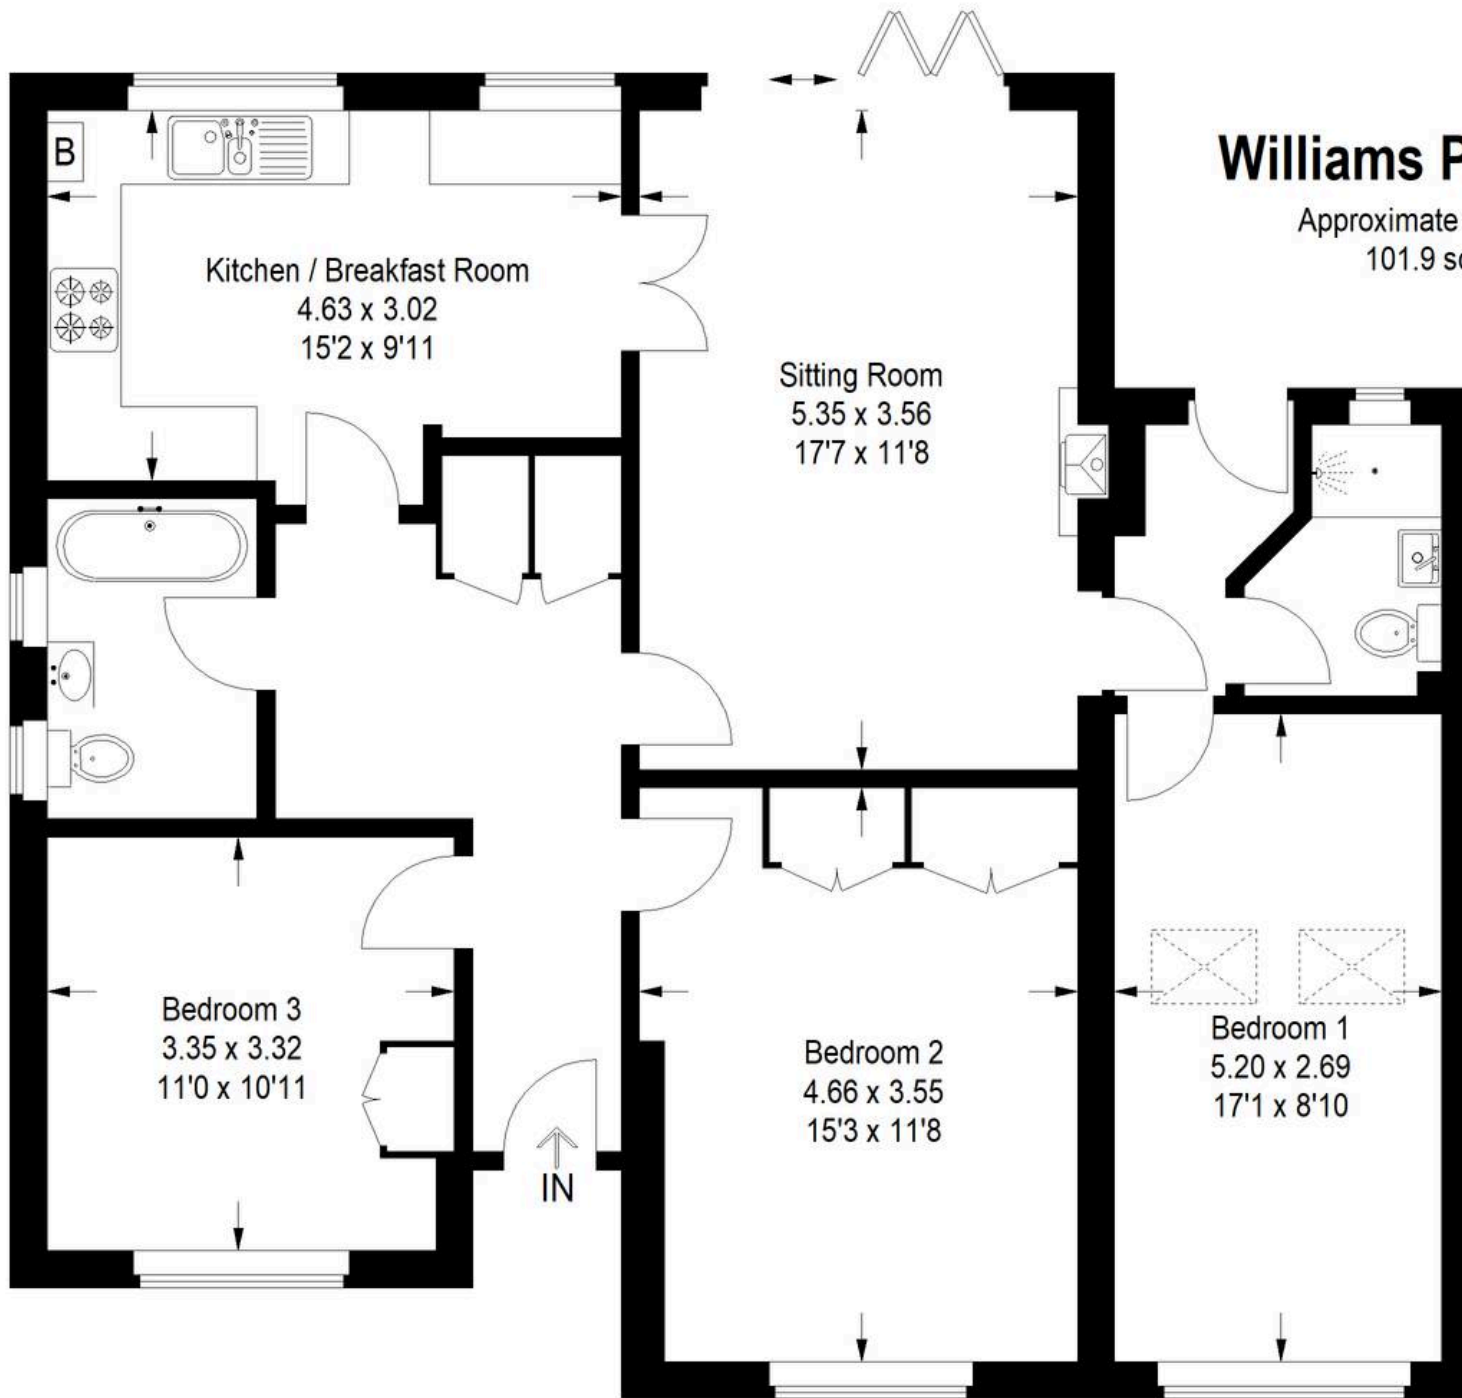 Williams P
Approximate
101.9 s
B
Kitchen / Breakfast Room
4.63 x 3.02
15'2 x 9'11
Sitting Room
5.35 x 3.56
17'7 x 11'8
Bedroom 3
3.35 x 3.32
11'0 x 10'11
Bedroom 2
4.66 x 3.55
15'3 x 11'8
Bedroom 1
5.20 x 2.69
17'1 x 8'10
IN